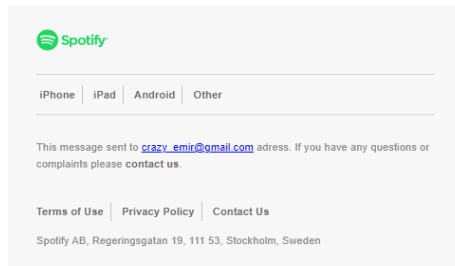 Spotify
iPhone iPad Android Other
This message sent to crazy_emir@gmail.com adress. If you have any questions or
complaints please contact us.
Terms of Use Privacy Policy Contact Us
Spotify AB, Regeringsgatan 19, 111 53, Stockholm, Sweden